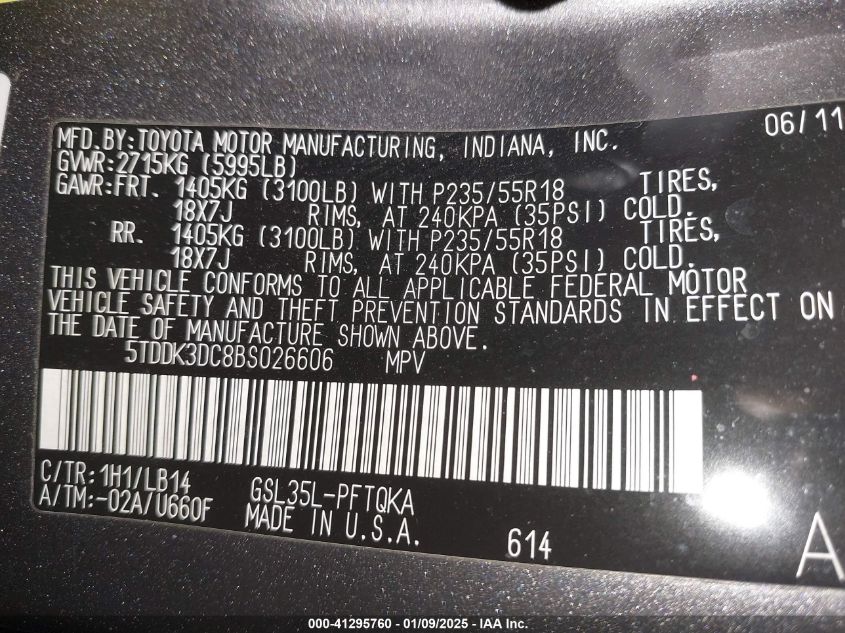 MFD.BY:TOYOTA MOTOR MANUFACTURING, INDIANA, INC. 06/11
GVWR:2715KG (5995LB)
GAWR:FRT. 1405KG (3100LB) WITH P235/55R18 TIRES,
18X7J RIMS, AT 240KPA (35PSI) COLD.
RR. 1405KG (3100LB) WITH P235/55R18 TIRES,
18X7J RIMS, AT 240KPA (35PSI) COLD.
THIS VEHICLE CONFORMS TO ALL APPLICABLE FEDERAL MOTOR
VEHICLE SAFETY AND THEFT PREVENTION STANDARDS IN EFFECT ON
THE DATE OF MANUFACTURE SHOWN ABOVE.
5TDDK3DC8BS026606 MPV
C/TR:1H1/LB14 GSL35L-PFTQKA
A/TM:-02A/U660F MADE IN U.S.A.
614 A
000-41295760 - 01/09/2025 - IAA Inc.